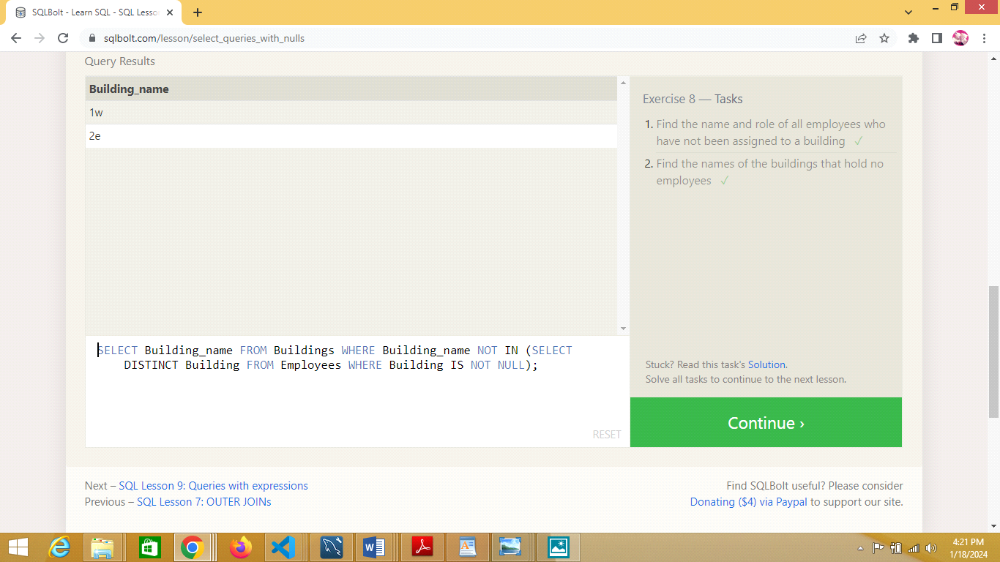 SQLBolt - Learn SQL - SQL Lesson
sqlbolt.com/lesson/select_queries_with_nulls
Query Results
Building_name
1w
2e
Exercise 8 — Tasks
1. Find the name and role of all employees who
have not been assigned to a building ✓
2. Find the names of the buildings that hold no
employees ✓
SELECT Building_name FROM Buildings WHERE Building_name NOT IN (SELECT
DISTINCT Building FROM Employees WHERE Building IS NOT NULL);
RESET
Stuck? Read this task's Solution.
Solve all tasks to continue to the next lesson.
Continue ›
Next – SQL Lesson 9: Queries with expressions
Previous – SQL Lesson 7: OUTER JOINs
Find SQLBolt useful? Please consider
Donating ($4) via Paypal to support our site.
4:21 PM
1/18/2024